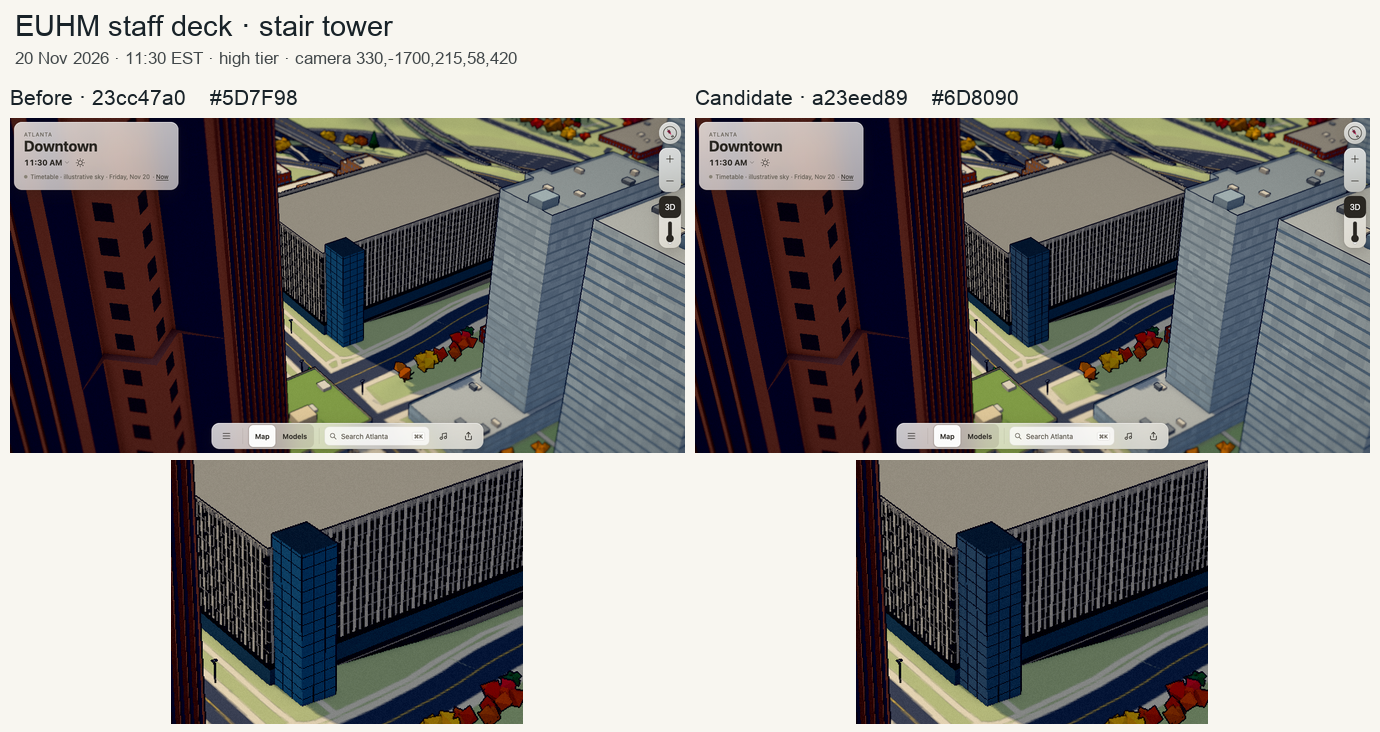 EUHM staff deck · stair tower
20 Nov 2026 · 11:30 EST · high tier · camera 330,-1700,215,58,420
Before · 23cc47a0 #5D7F98
ATLANTA
Downtown
11:30 AM
Timetable · illustrative sky · Friday, Nov 20 · Now
+
−
3D
Map
Models
Search Atlanta
⌘K
Candidate · a23eed89 #6D8090
ATLANTA
Downtown
11:30 AM
Timetable · illustrative sky · Friday, Nov 20 · Now
+
−
3D
Map
Models
Search Atlanta
⌘K